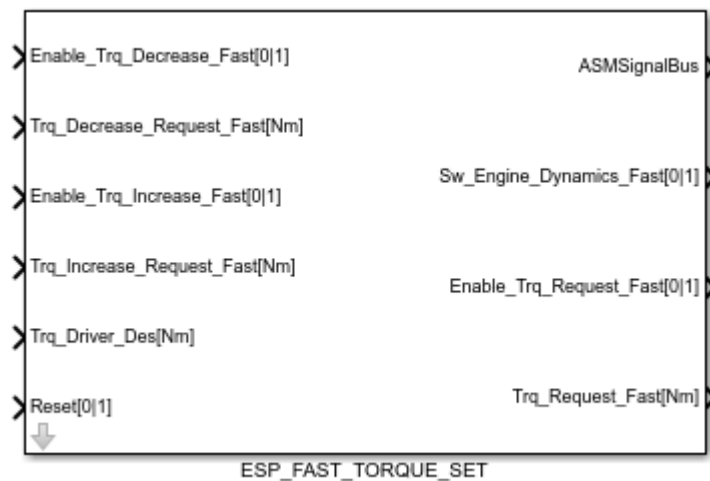 Enable_Trq_Decrease_Fast[0|1]
ASMSignalBus
Trq_Decrease_Request_Fast[Nm]
Sw_Engine_Dynamics_Fast[0|1]
Enable_Trq_Increase_Fast[0|1]
Trq_Increase_Request_Fast[Nm]
Enable_Trq_Request_Fast[0|1]
Trq_Driver_Des[Nm]
Trq_Request_Fast[Nm]
Reset[0|1]
ESP_FAST_TORQUE_SET